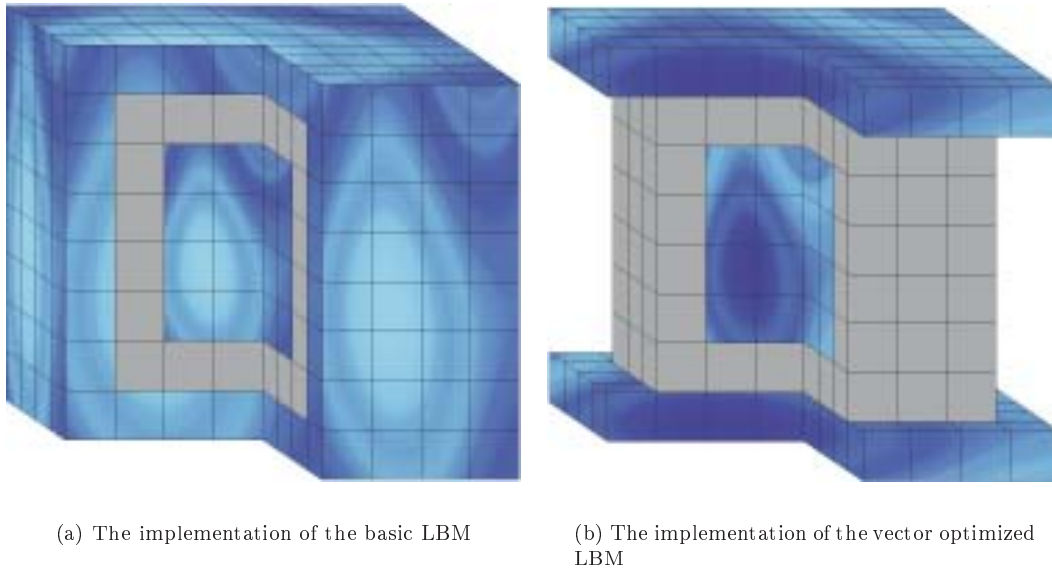 (a) The implementation of the basic LBM
(b) The implementation of the vector optimized
LBM